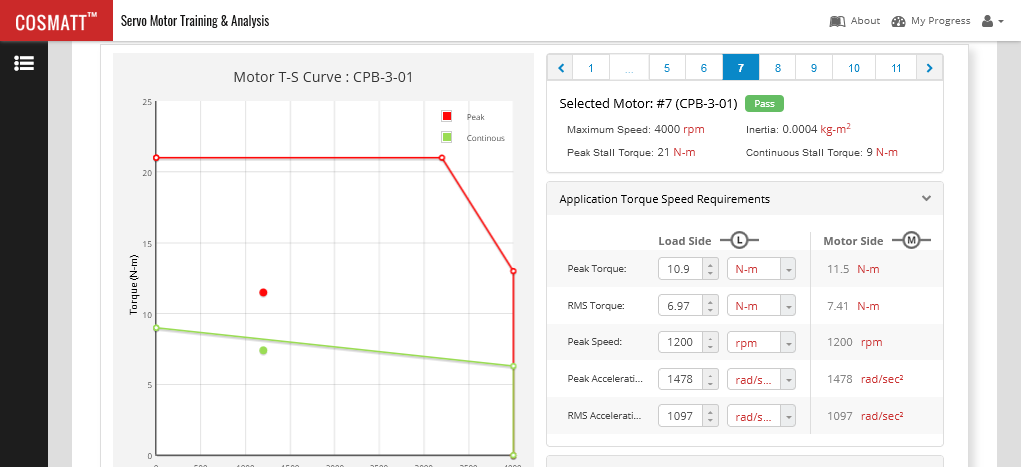 COSMATT™ Servo Motor Training & Analysis About My Progress
Motor T-S Curve : CPB-3-01
25
20
15
10
5
0
Torque (N-m)
Peak
Continous
0 500 1000 1500 2000 2500 3000 3500 4000
1 ... 5 6 7 8 9 10 11
Selected Motor: #7 (CPB-3-01) Pass
Maximum Speed: 4000 rpm Inertia: 0.0004 kg-m²
Peak Stall Torque: 21 N-m Continuous Stall Torque: 9 N-m
Application Torque Speed Requirements
Load Side L Motor Side M
Peak Torque: 10.9 N-m 11.5 N-m
RMS Torque: 6.97 N-m 7.41 N-m
Peak Speed: 1200 rpm 1200 rpm
Peak Accelerati... 1478 rad/s... 1478 rad/sec²
RMS Accelerati... 1097 rad/s... 1097 rad/sec²